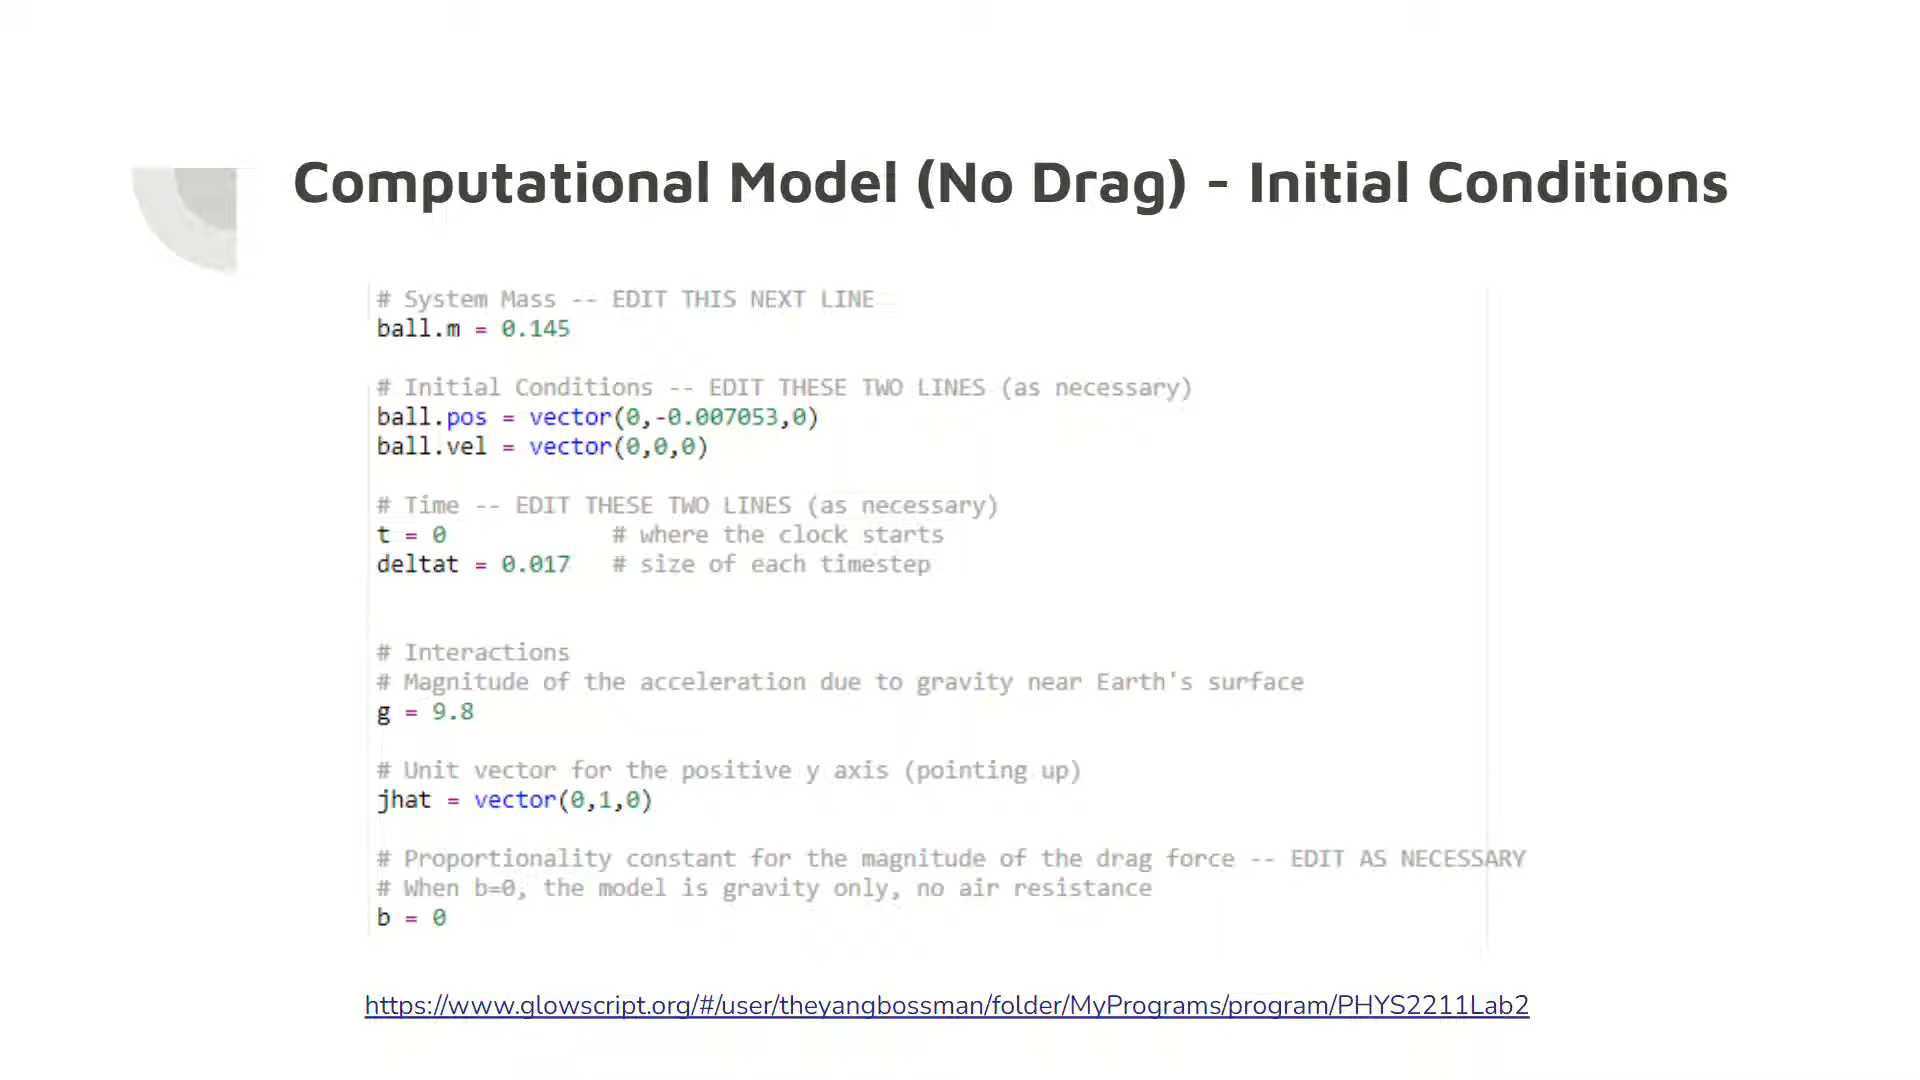 Computational Model (No Drag) - Initial Conditions
# System Mass -- EDIT THIS NEXT LINE
ball.m = 0.145
# Initial Conditions -- EDIT THESE TWO LINES (as necessary)
ball.pos = vector(0,-0.007053,0)
ball.vel = vector(0,0,0)
# Time -- EDIT THESE TWO LINES (as necessary)
t = 0 # where the clock starts
deltat = 0.017 # size of each timestep
# Interactions
# Magnitude of the acceleration due to gravity near Earth's surface
g = 9.8
# Unit vector for the positive y axis (pointing up)
jhat = vector(0,1,0)
# Proportionality constant for the magnitude of the drag force -- EDIT AS NECESSARY
# When b=0, the model is gravity only, no air resistance
b = 0
https://www.glowscript.org/#/user/theyangbossman/folder/MyPrograms/program/PHYS2211Lab2